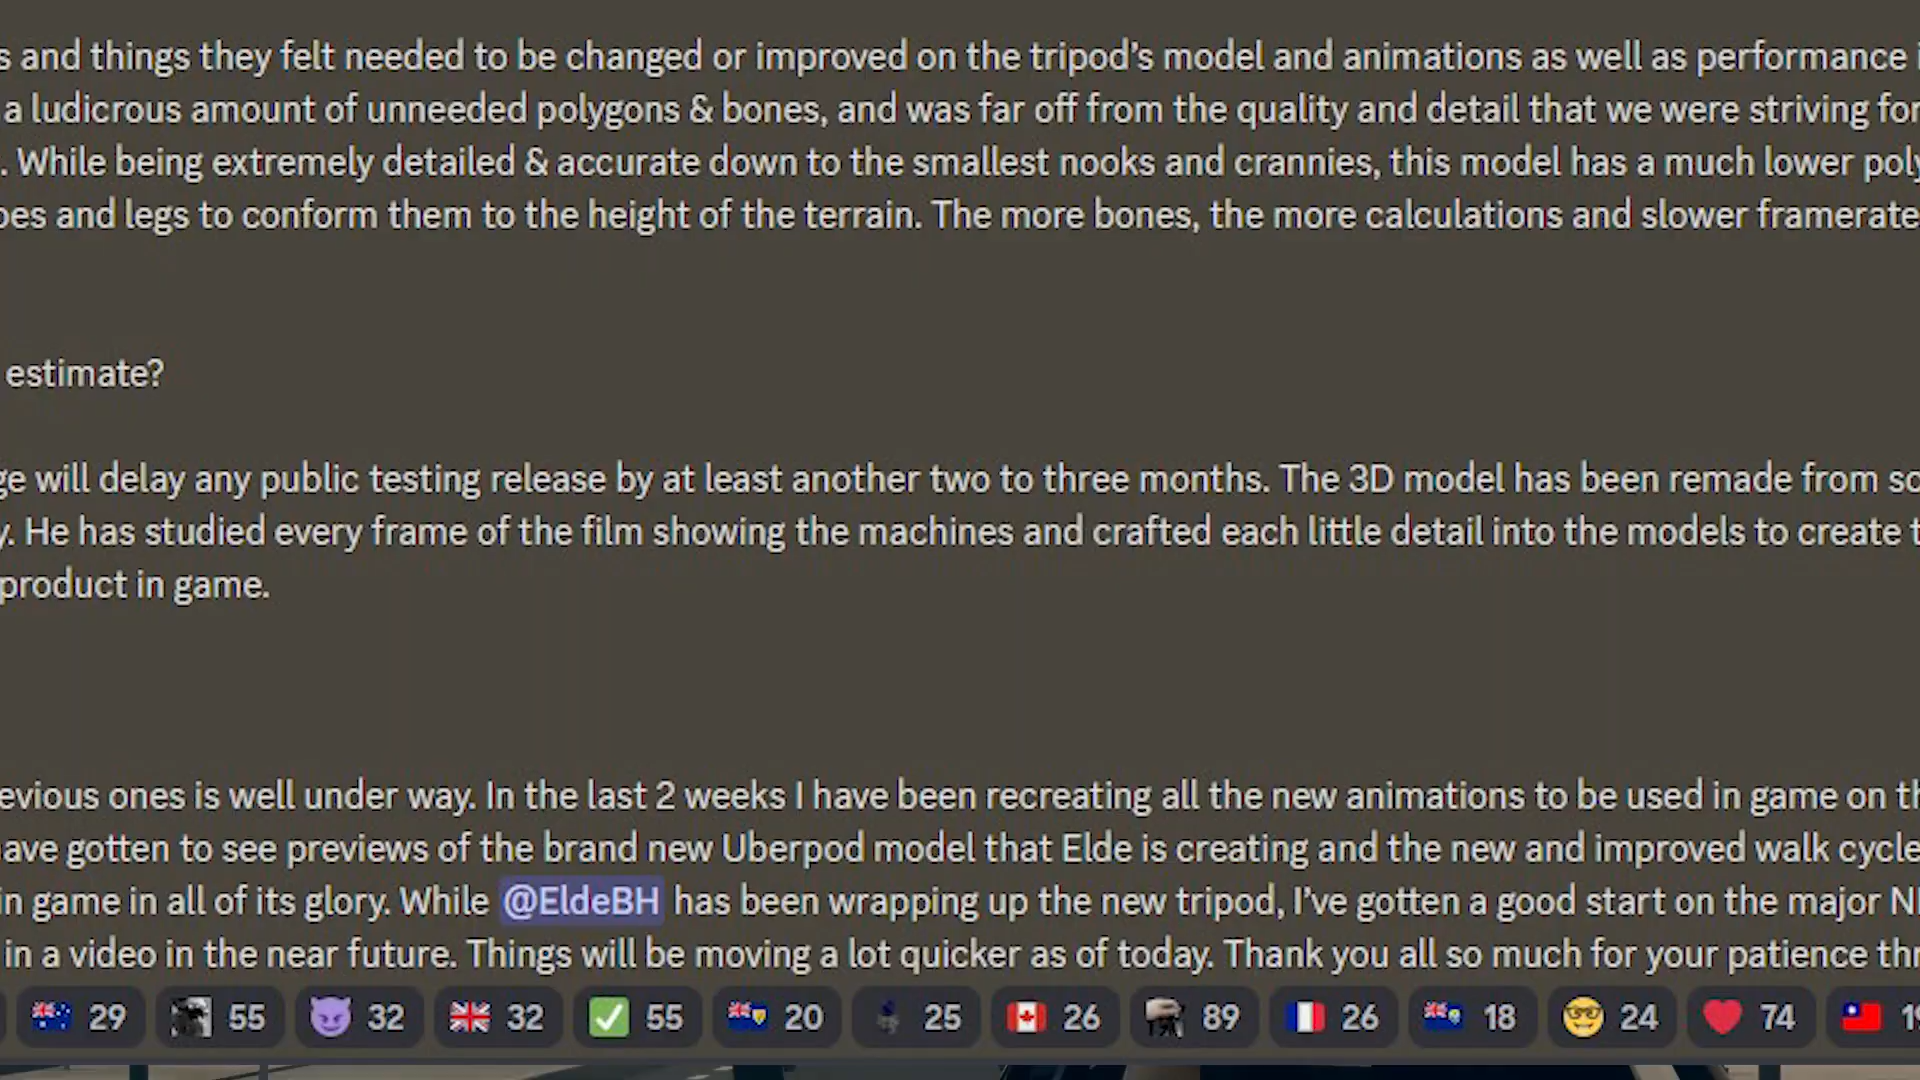 and things they felt needed to be changed or improved on the tripod's model and animations as well as performance
a ludicrous amount of unneeded polygons & bones, and was far off from the quality and detail that we were striving for
. While being extremely detailed & accurate down to the smallest nooks and crannies, this model has a much lower poly
and legs to conform them to the height of the terrain. The more bones, the more calculations and slower framerate
estimate?
will delay any public testing release by at least another two to three months. The 3D model has been remade from
. He has studied every frame of the film showing the machines and crafted each little detail into the models to create
product in game.
evious ones is well under way. In the last 2 weeks I have been recreating all the new animations to be used in game on
have gotten to see previews of the brand new Uberpod model that Elde is creating and the new and improved walk cycle
in game in all of its glory. While @EldeBH has been wrapping up the new tripod, I've gotten a good start on the major
in a video in the near future. Things will be moving a lot quicker as of today. Thank you all so much for your patience
29 55 32 32 55 20 25 26 89 26 18 24 74